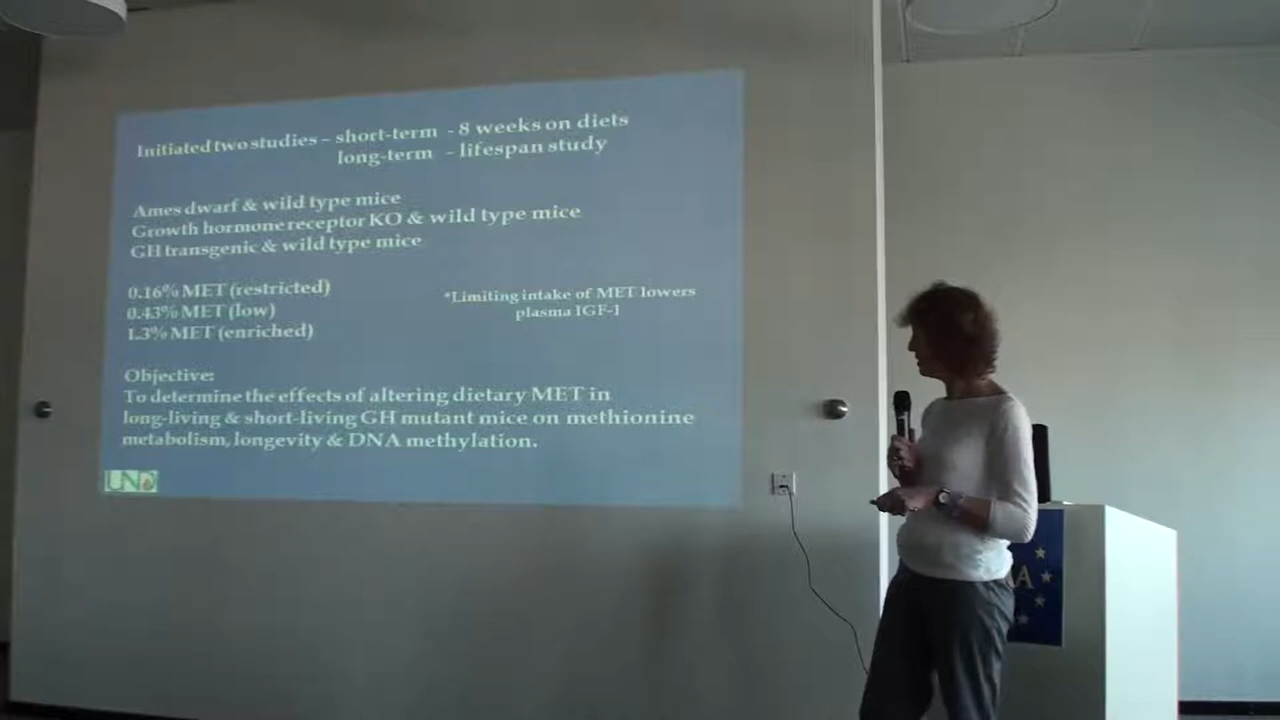 Initiated two studies – short-term - 8 weeks on diets
long-term - lifespan study
Ames dwarf & wild type mice
Growth hormone receptor KO & wild type mice
GH transgenic & wild type mice
0.16% MET (restricted)
0.43% MET (low)
1.3% MET (enriched)
*Limiting intake of MET lowers
plasma IGF-1
Objective:
To determine the effects of altering dietary MET in
long-living & short-living GH mutant mice on methionine
metabolism, longevity & DNA methylation.
UND